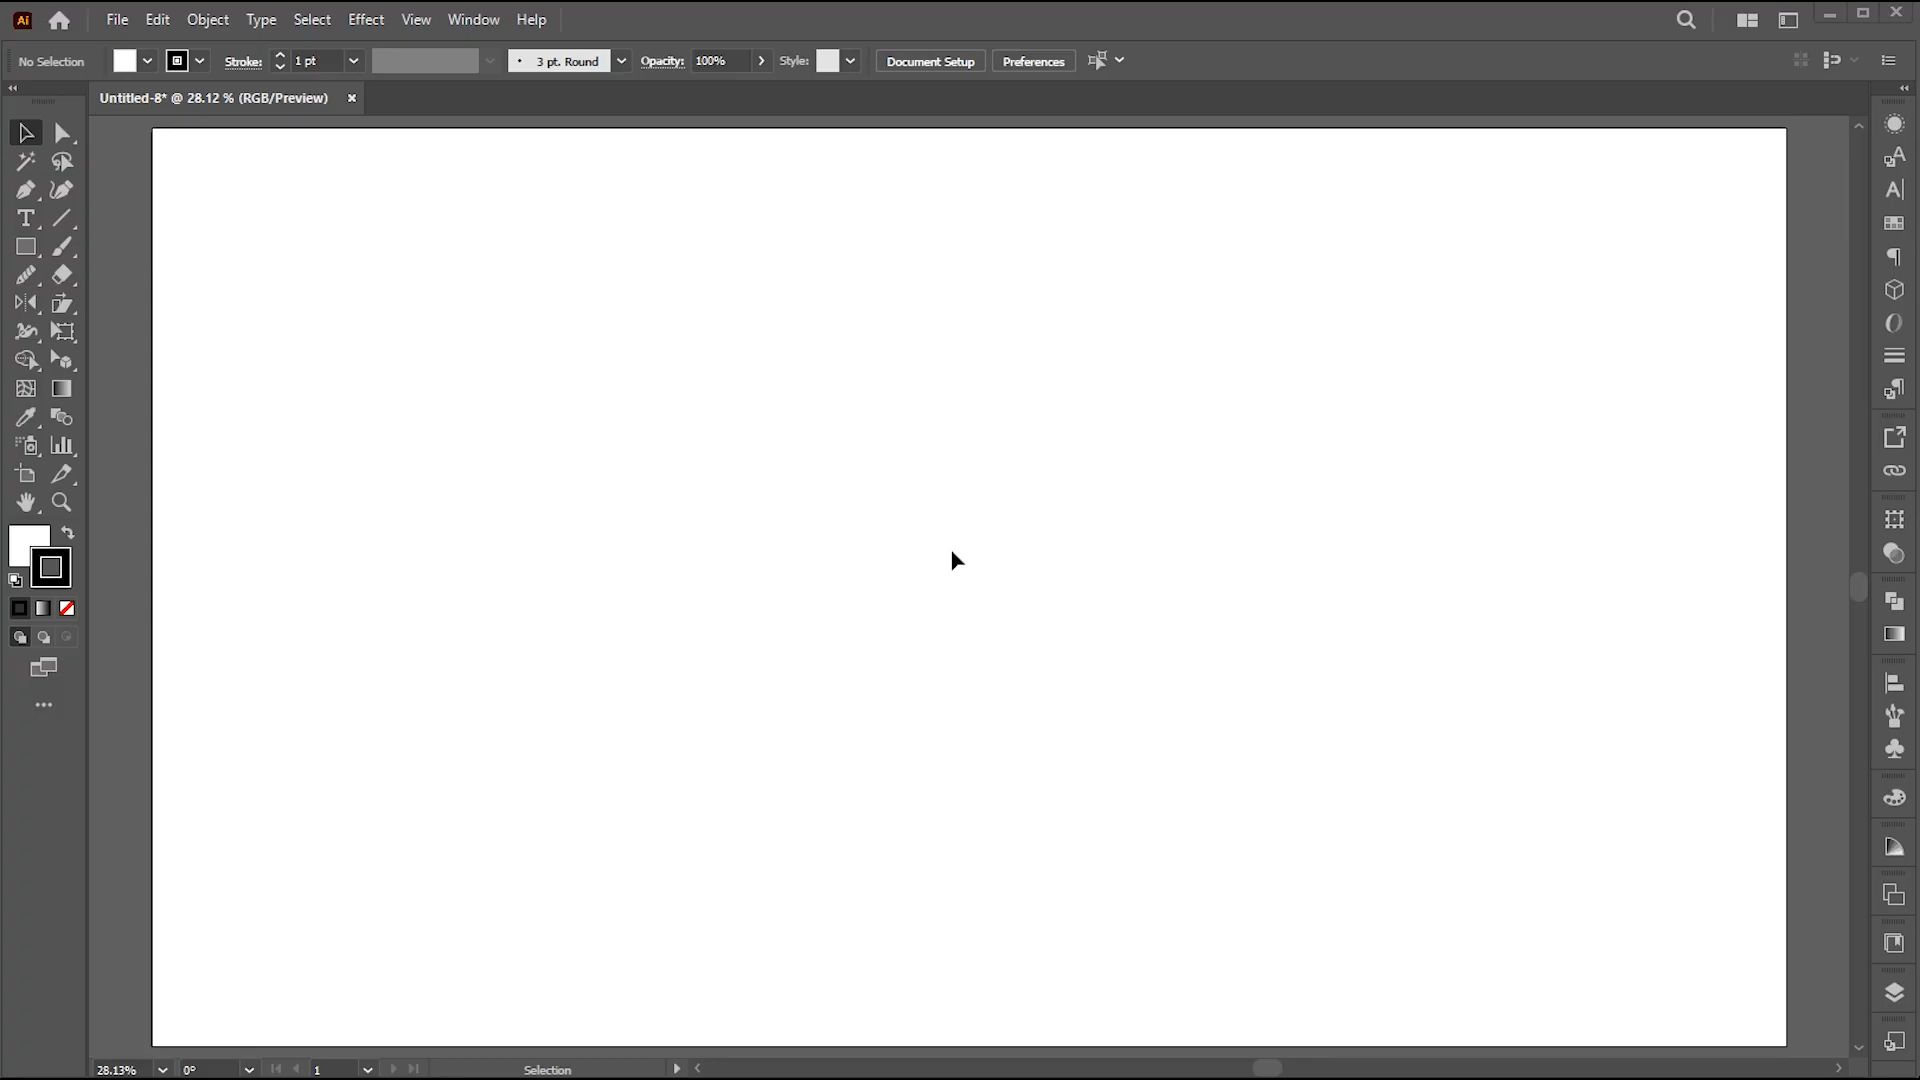 Ai File Edit Object Type Select Effect View Window Help
No Selection Stroke: 1 pt 3 pt. Round Opacity: 100% Style: Document Setup Preferences
Untitled-8* @ 28.12 % (RGB/Preview) ×
28.13% 0° 1 Selection